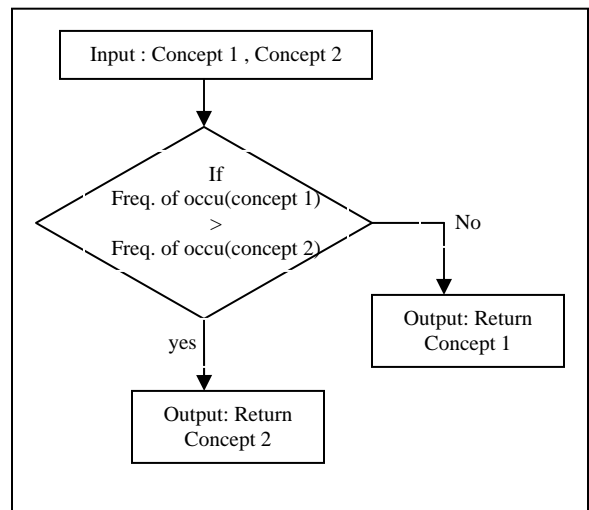 Input : Concept 1 , Concept 2
If
Freq. of occu(concept 1)
>
Freq. of occu(concept 2)
No
Output: Return
Concept 1
yes
Output: Return
Concept 2